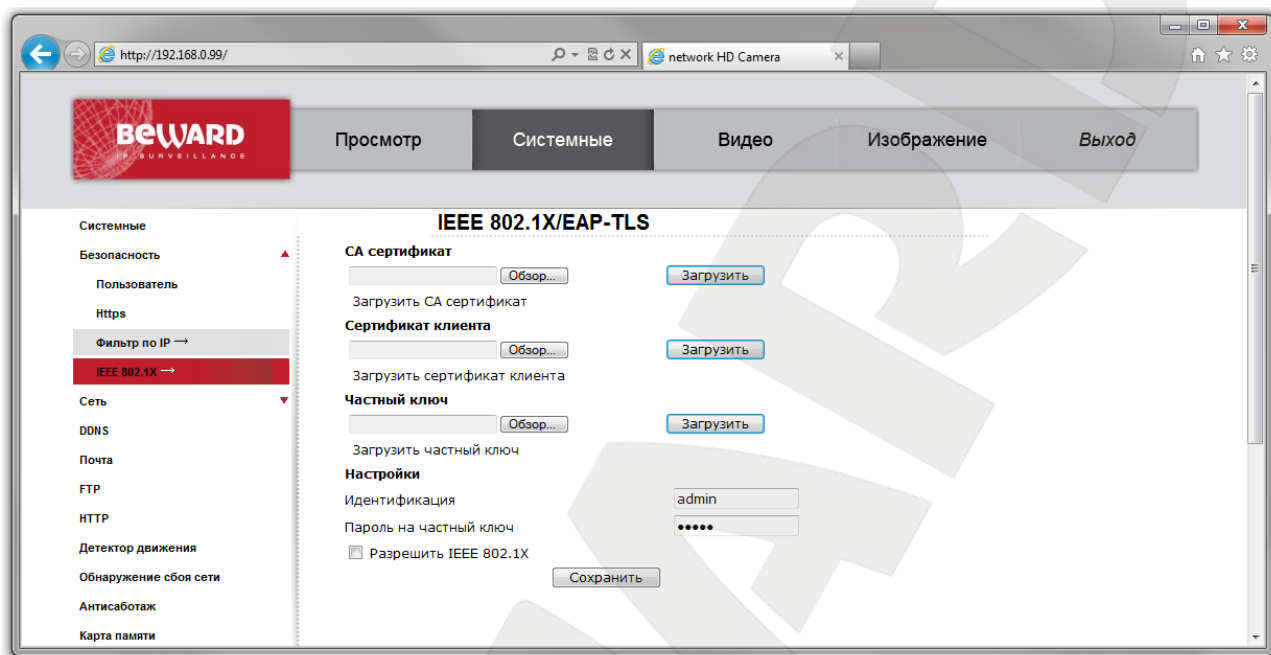 http://192.168.0.99/
network HD Camera
BEWARD
IP SURVEILLANCE
Просмотр
Системные
Видео
Изображение
Выход
Системные
Безопасность
Пользователь
Https
Фильтр по IP →
IEEE 802.1X →
Сеть
DDNS
Почта
FTP
HTTP
Детектор движения
Обнаружение сбоя сети
Антисаботаж
Карта памяти
IEEE 802.1X/EAP-TLS
CA сертификат
Обзор... Загрузить
Загрузить CA сертификат
Сертификат клиента
Обзор... Загрузить
Загрузить сертификат клиента
Частный ключ
Обзор... Загрузить
Загрузить частный ключ
Настройки
Идентификация admin
Пароль на частный ключ •••••
Разрешить IEEE 802.1X
Сохранить